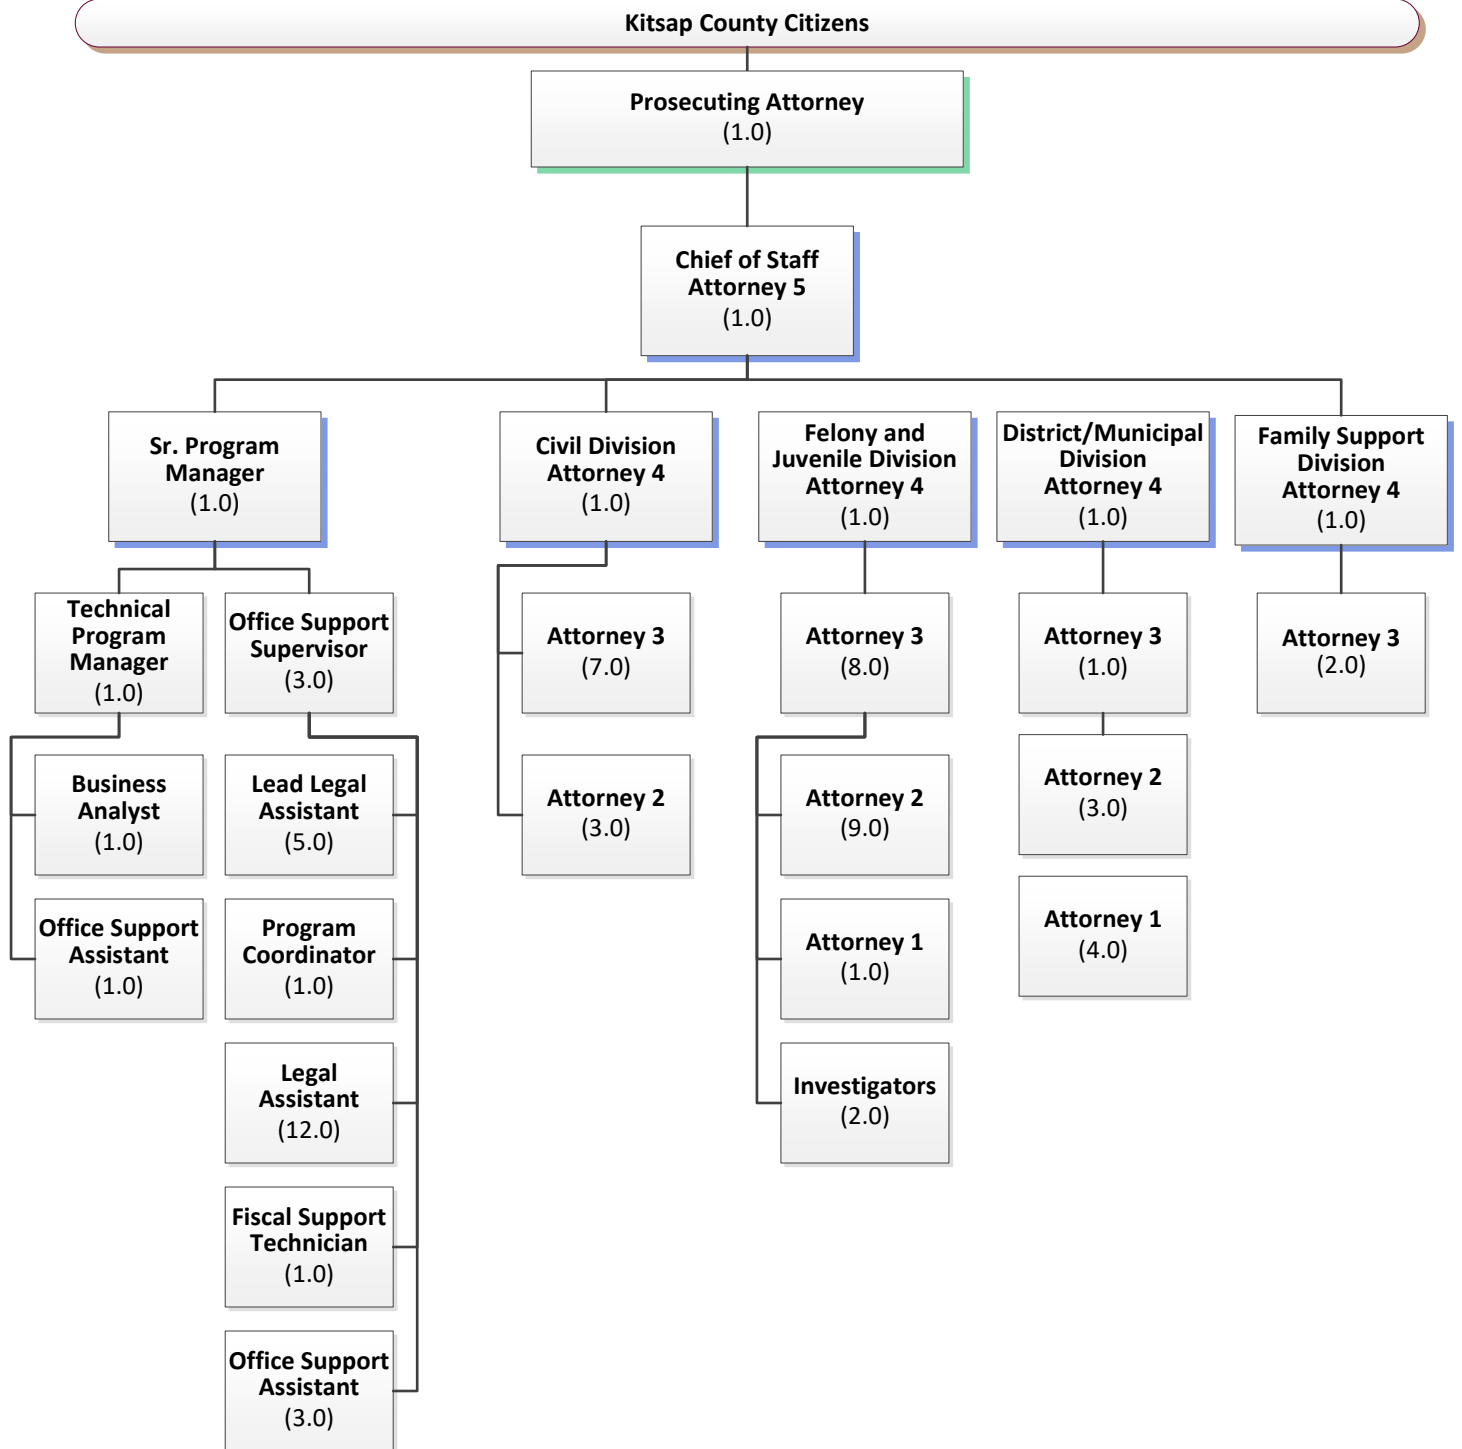 Kitsap County Citizens
Prosecuting Attorney
(1.0)
Chief of Staff
Attorney 5
(1.0)
Sr. Program
Manager
(1.0)
Civil Division
Attorney 4
(1.0)
Felony and
Juvenile Division
Attorney 4
(1.0)
District/Municipal
Division
Attorney 4
(1.0)
Family Support
Division
Attorney 4
(1.0)
Technical
Program
Manager
(1.0)
Office Support
Supervisor
(3.0)
Attorney 3
(7.0)
Attorney 3
(8.0)
Attorney 3
(1.0)
Attorney 3
(2.0)
Business
Analyst
(1.0)
Lead Legal
Assistant
(5.0)
Attorney 2
(3.0)
Attorney 2
(9.0)
Attorney 2
(3.0)
Office Support
Assistant
(1.0)
Program
Coordinator
(1.0)
Attorney 1
(1.0)
Attorney 1
(4.0)
Legal
Assistant
(12.0)
Investigators
(2.0)
Fiscal Support
Technician
(1.0)
Office Support
Assistant
(3.0)